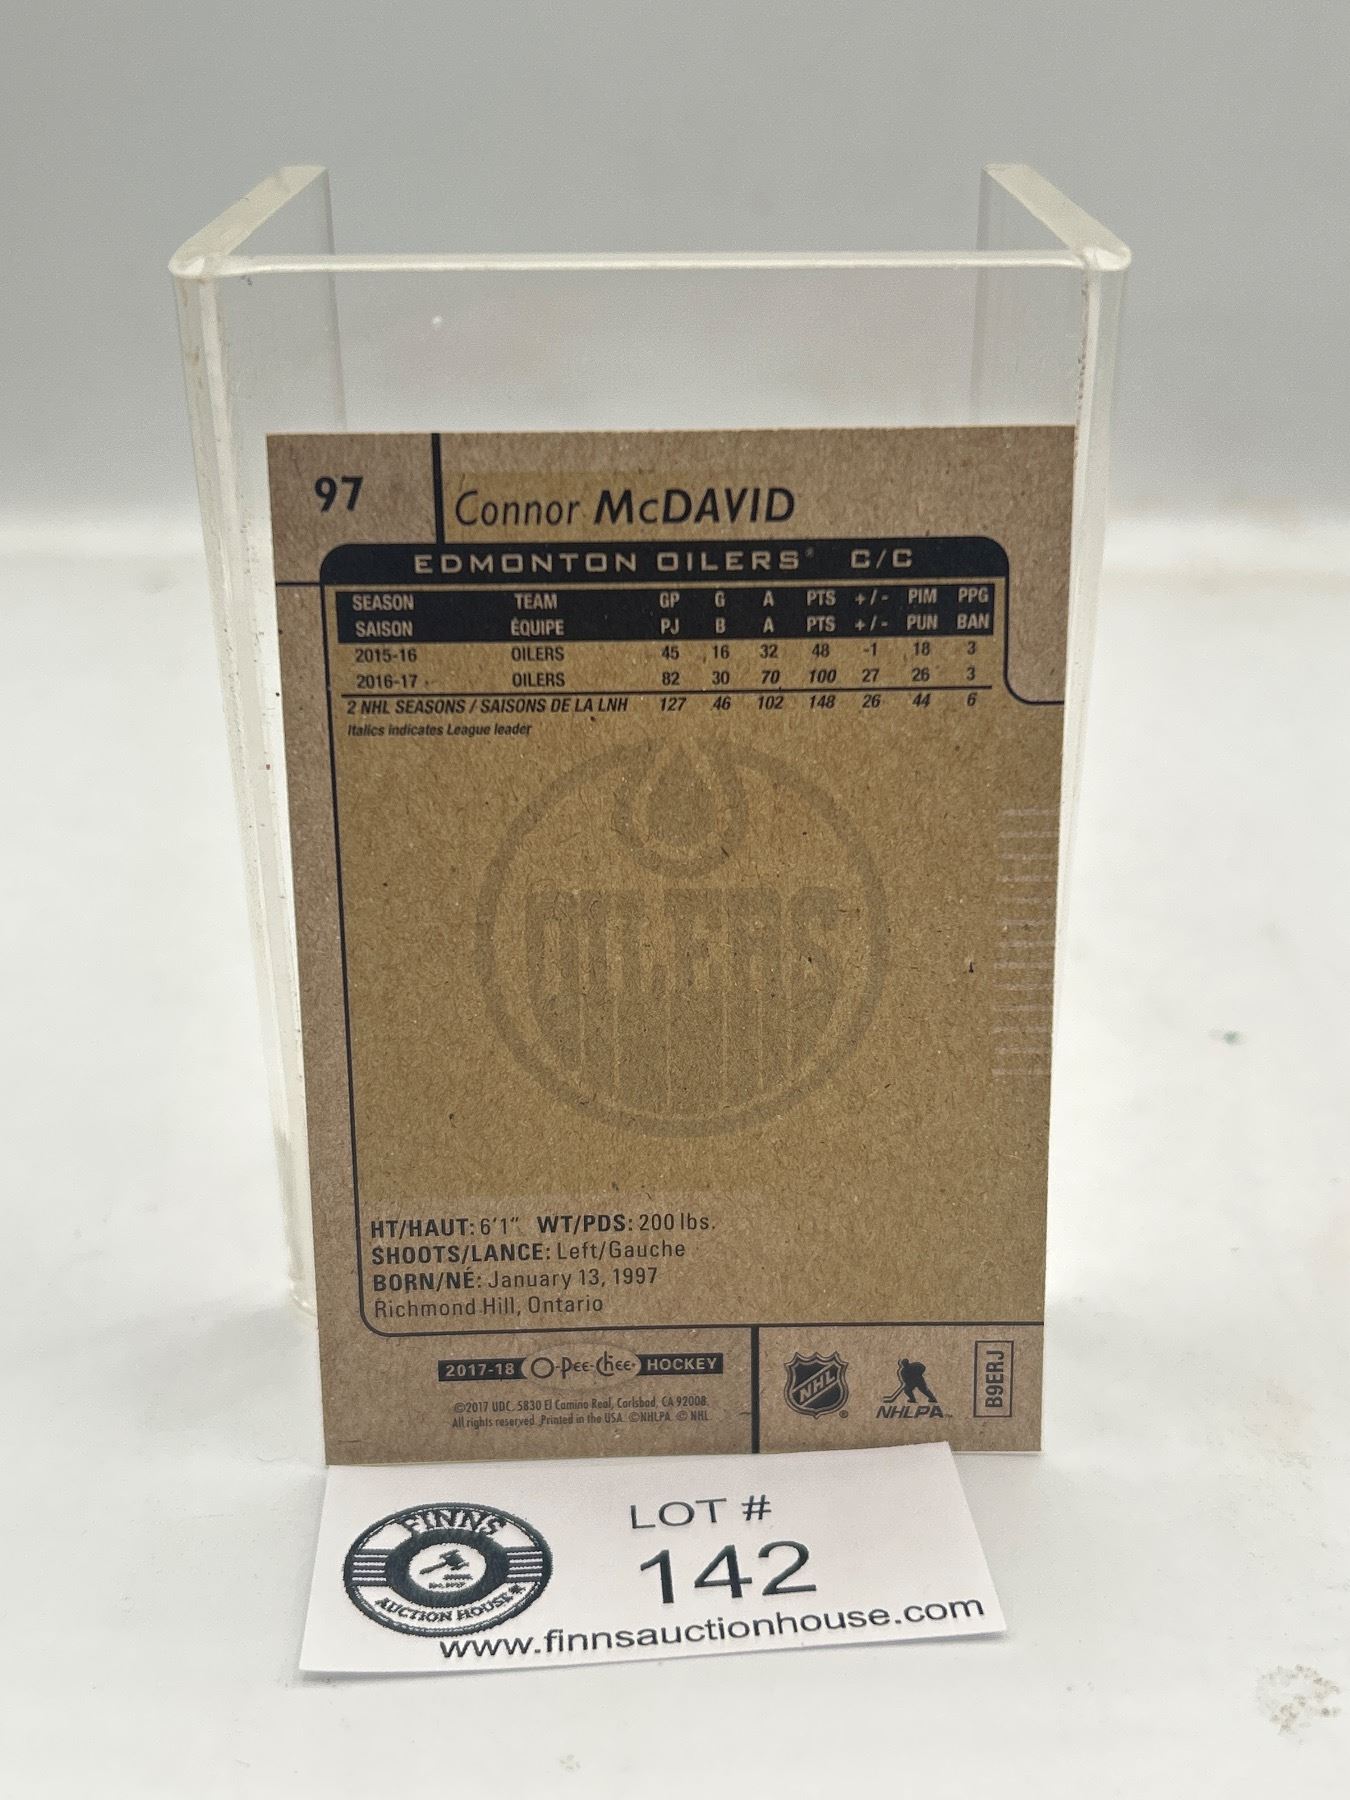 97
Connor McDAVID
EDMONTON OILERS® C/C
SEASON TEAM GP G A PTS +/- PIM PPG
SAISON ÉQUIPE PJ B A PTS +/- PUN BAN
2015-16 OILERS 45 16 32 48 -1 18 3
2016-17 OILERS 82 30 70 100 27 26 3
2 NHL SEASONS / SAISONS DE LA LNH 127 46 102 148 26 44 6
Italics indicates League leader
OILERS
HT/HAUT: 6'1" WT/PDS: 200 lbs.
SHOOTS/LANCE: Left/Gauche
BORN/NÉ: January 13, 1997
Richmond Hill, Ontario
2017-18 O-Pee-Chee® HOCKEY
©2017 UDC. 5830 El Camino Real, Carlsbad, CA 92008.
All rights reserved. Printed in the USA. ©NHLPA. © NHL.
NHL®
NHLPA™
B9ERJ
FINNS
AUCTION HOUSE
LOT #
142
www.finnsauctionhouse.com